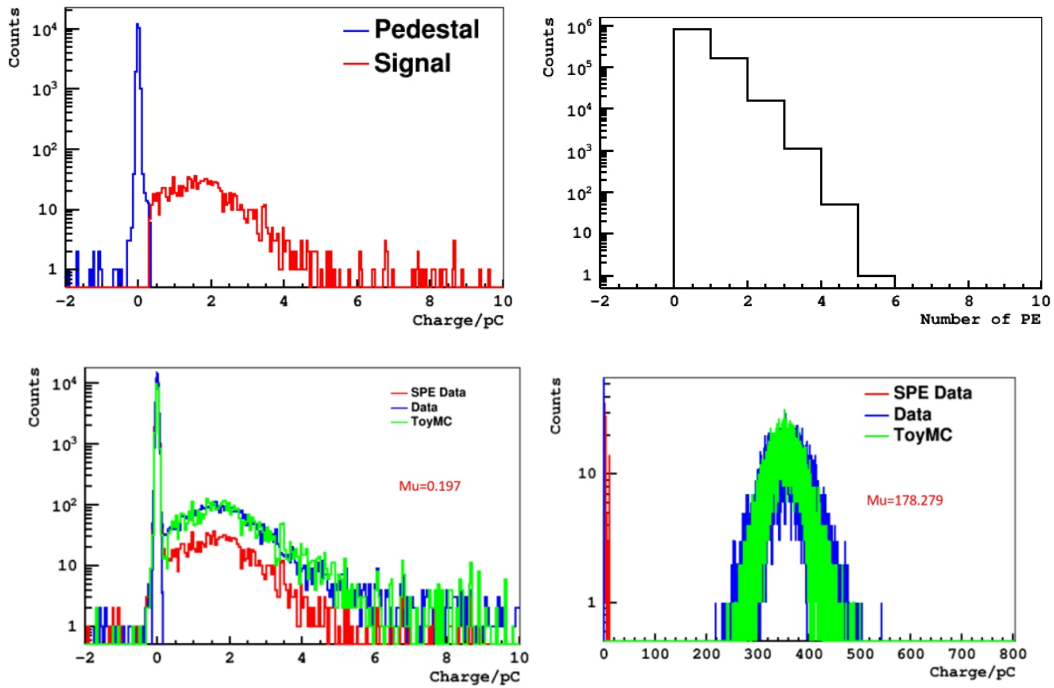 Counts
10⁴
10³
10²
10
1
Pedestal
Signal
−2 0 2 4 6 8 10
Charge/pC
Counts
10⁶
10⁵
10⁴
10³
10²
10
1
−2 0 2 4 6 8 10
Number of PE
Counts
10⁴
10³
10²
10
1
SPE Data
Data
ToyMC
Mu=0.197
−2 0 2 4 6 8 10
Charge/pC
Counts
10
1
SPE Data
Data
ToyMC
Mu=178.279
0 100 200 300 400 500 600 700 800
Charge/pC